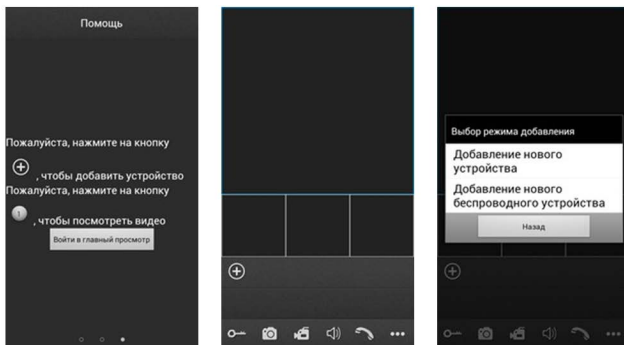 Помощь
Пожалуйста, нажмите на кнопку
, чтобы добавить устройство
Пожалуйста, нажмите на кнопку
, чтобы посмотреть видео
Войти в главный просмотр
Выбор режима добавления
Добавление нового
устройства
Добавление нового
беспроводного устройства
Назад